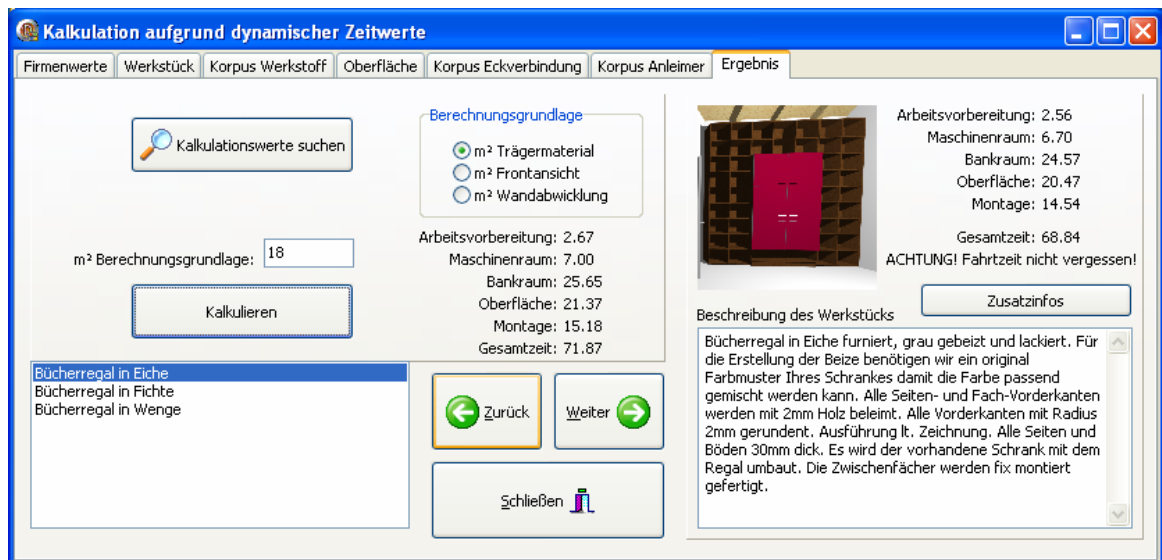 Kalkulation aufgrund dynamischer Zeitwerte
Firmenwerte Werkstück Korpus Werkstoff Oberfläche Korpus Eckverbindung Korpus Anleimer Ergebnis
Kalkulationswerte suchen
Berechnungsgrundlage
m² Trägermaterial
m² Frontansicht
m² Wandabwicklung
m² Berechnungsgrundlage: 18
Kalkulieren
Arbeitsvorbereitung: 2.67
Maschinenraum: 7.00
Bankraum: 25.65
Oberfläche: 21.37
Montage: 15.18
Gesamtzeit: 71.87
Bücherregal in Eiche
Bücherregal in Fichte
Bücherregal in Wenge
Zurück
Weiter
Schließen
Arbeitsvorbereitung: 2.56
Maschinenraum: 6.70
Bankraum: 24.57
Oberfläche: 20.47
Montage: 14.54
Gesamtzeit: 68.84
ACHTUNG! Fahrtzeit nicht vergessen!
Zusatzinfos
Beschreibung des Werkstücks
Bücherregal in Eiche furniert, grau gebeizt und lackiert. Für
die Erstellung der Beize benötigen wir ein original
Farbmuster Ihres Schrankes damit die Farbe passend
gemischt werden kann. Alle Seiten- und Fach-Vorderkanten
werden mit 2mm Holz beleimt. Alle Vorderkanten mit Radius
2mm gerundent. Ausführung lt. Zeichnung. Alle Seiten und
Böden 30mm dick. Es wird der vorhandene Schrank mit dem
Regal umbaut. Die Zwischenfächer werden fix montiert
gefertigt.